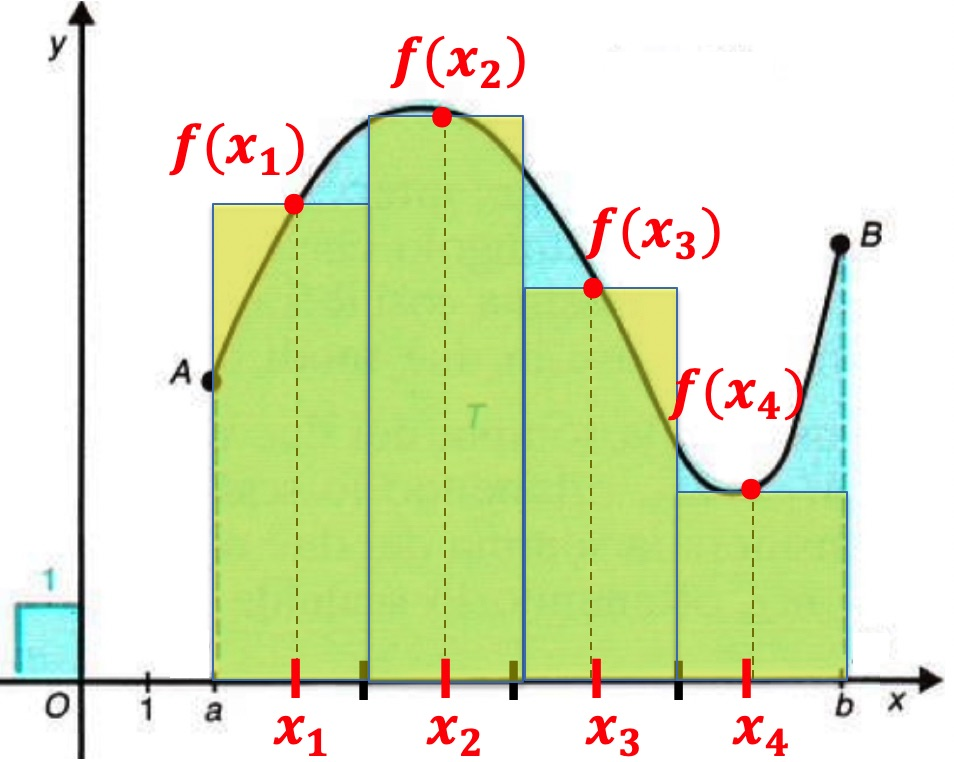 y
f(x₂)
f(x₁)
f(x₃)
B
A
f(x₄)
T
1
O 1 a b x
x₁ x₂ x₃ x₄